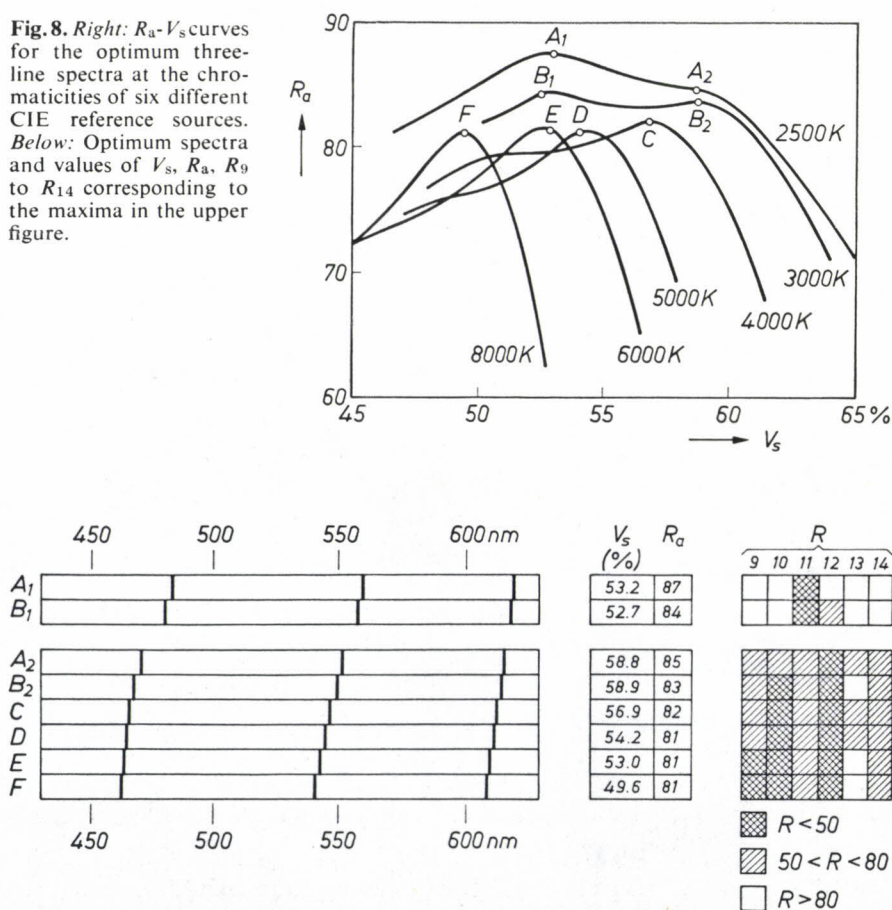 Fig. 8. Right: Ra-Vs curves
for the optimum three-
line spectra at the chro-
maticities of six different
CIE reference sources.
Below: Optimum spectra
and values of Vs, Ra, R9
to R14 corresponding to
the maxima in the upper
figure.
90
Ra
80
70
60
A1
A2
B1
B2
F
E
D
C
2500K
3000K
4000K
5000K
6000K
8000K
45 50 55 60 65%
Vs
450 500 550 600 nm
Vs (%) Ra
R
9 10 11 12 13 14
A1 53.2 87
B1 52.7 84
A2 58.8 85
B2 58.9 83
C 56.9 82
D 54.2 81
E 53.0 81
F 49.6 81
450 500 550 600 nm
R<50
50<R<80
R>80